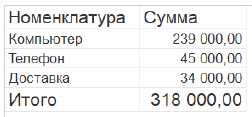 Номенклатура Сумма
Компьютер 239 000,00
Телефон 45 000,00
Доставка 34 000,00
Итого 318 000,00